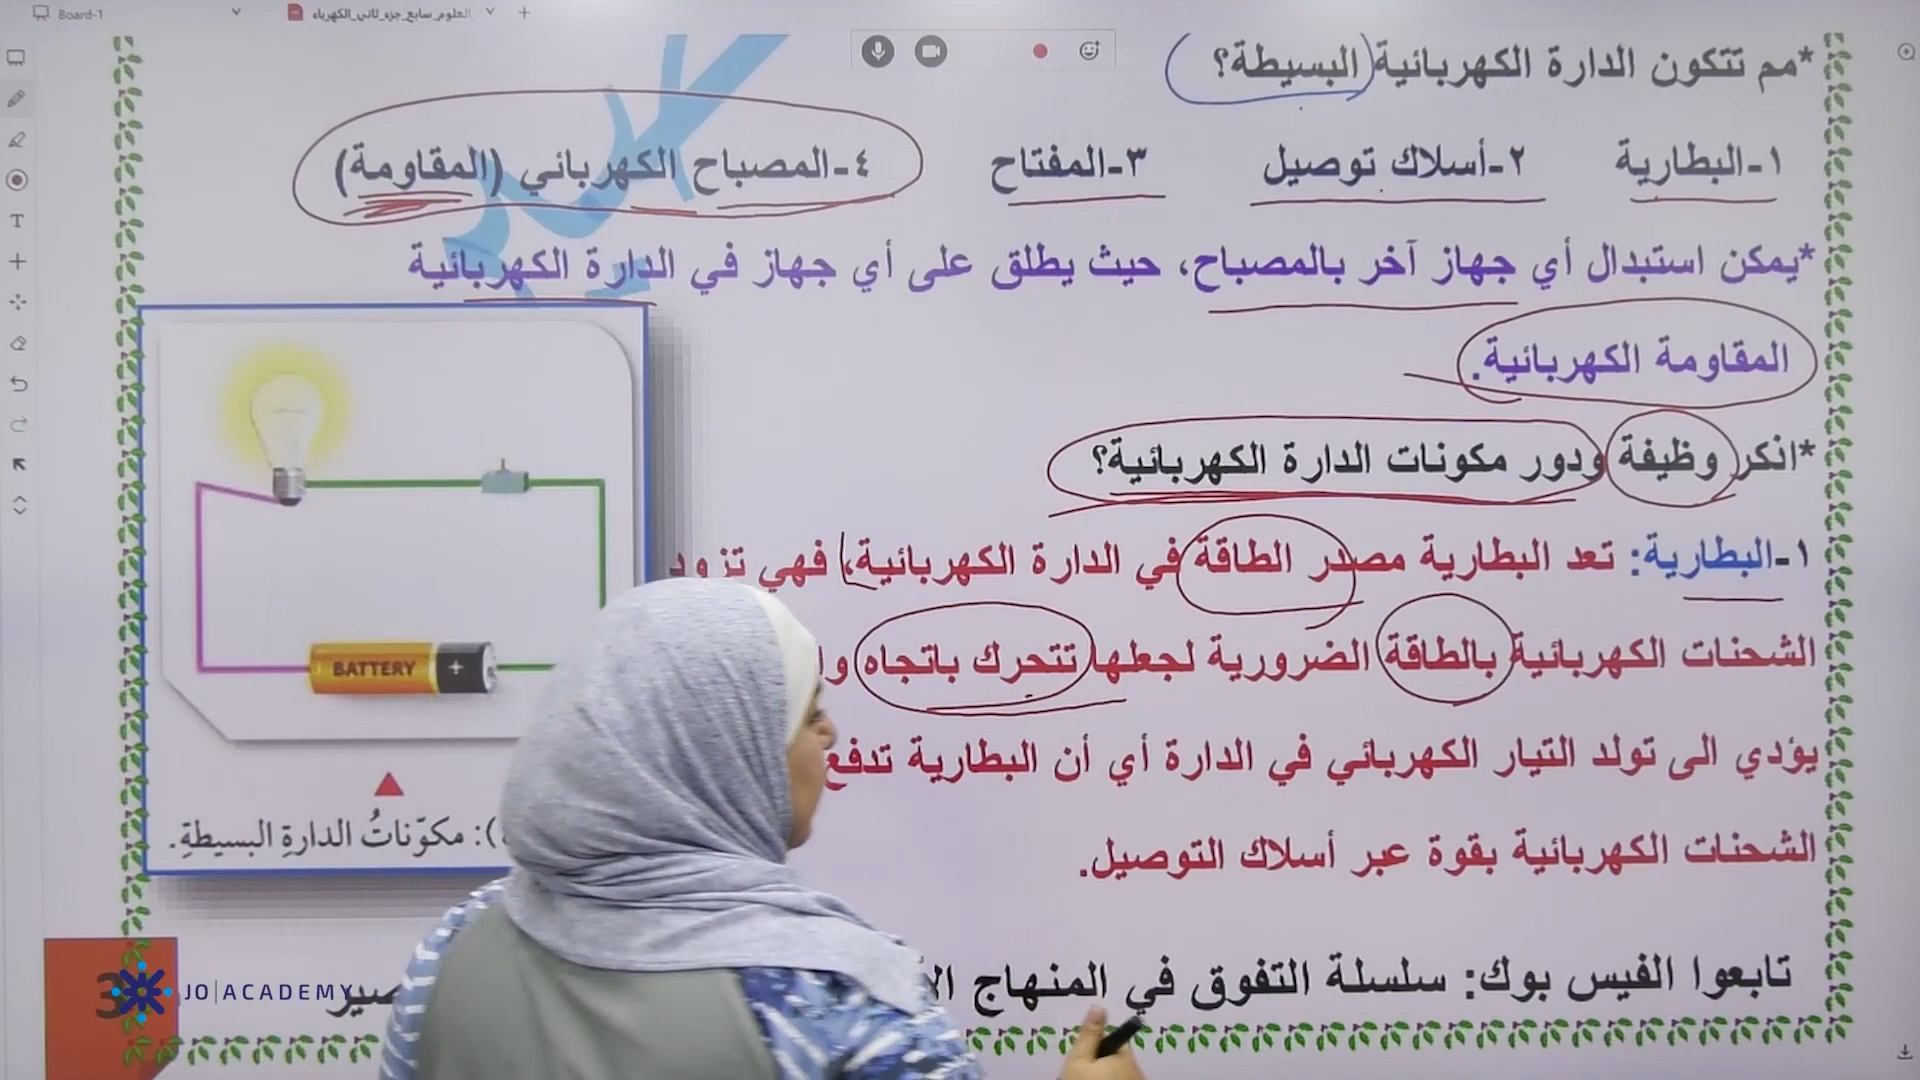 Board-1
العلوم_سابع_جزء_ثاني_الكهرباء
*مم تتكون الدارة الكهربائية (البسيطة؟
١-البطارية ٢-أسلاك توصيل ٣-المفتاح ٤-المصباح الكهربائي (المقاومة)
*يمكن استبدال أي جهاز آخر بالمصباح، حيث يطلق على أي جهاز في الدارة الكهربائية
المقاومة الكهربائية.
*اذكر وظيفة ودور مكونات الدارة الكهربائية؟
١-البطارية: تعد البطارية مصدر الطاقة في الدارة الكهربائية، فهي تزود
الشحنات الكهربائية بالطاقة الضرورية لجعلها تتحرك باتجاه
يؤدي الى تولد التيار الكهربائي في الدارة أي أن البطارية تدفع
الشحنات الكهربائية بقوة عبر أسلاك التوصيل.
BATTERY +
): مكوّناتُ الدارةِ البسيطةِ.
تابعوا الفيس بوك: سلسلة التفوق في المنهاج
JO ACADEMY